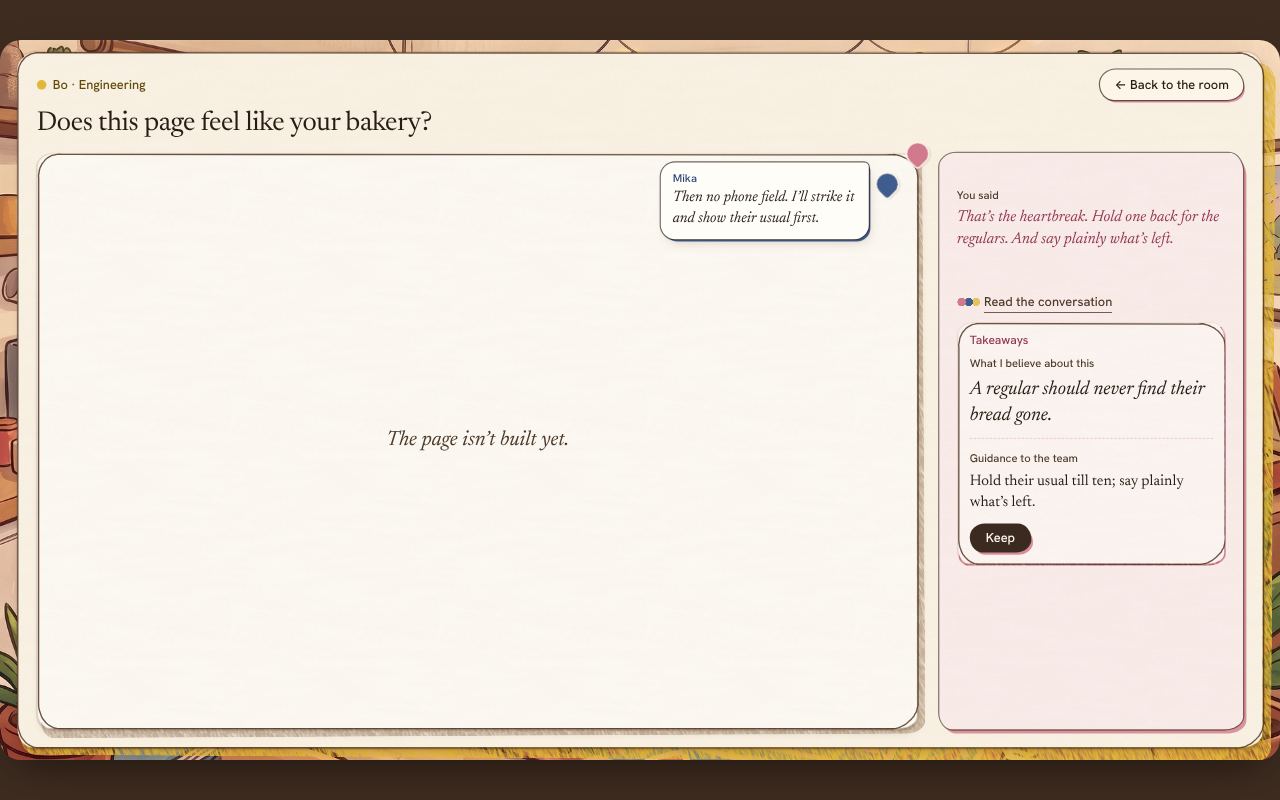 Bo · Engineering
← Back to the room
Does this page feel like your bakery?
Mika
Then no phone field. I’ll strike it
and show their usual first.
The page isn’t built yet.
You said
That’s the heartbreak. Hold one back for the
regulars. And say plainly what’s left.
Read the conversation
Takeaways
What I believe about this
A regular should never find their
bread gone.
Guidance to the team
Hold their usual till ten; say plainly
what’s left.
Keep